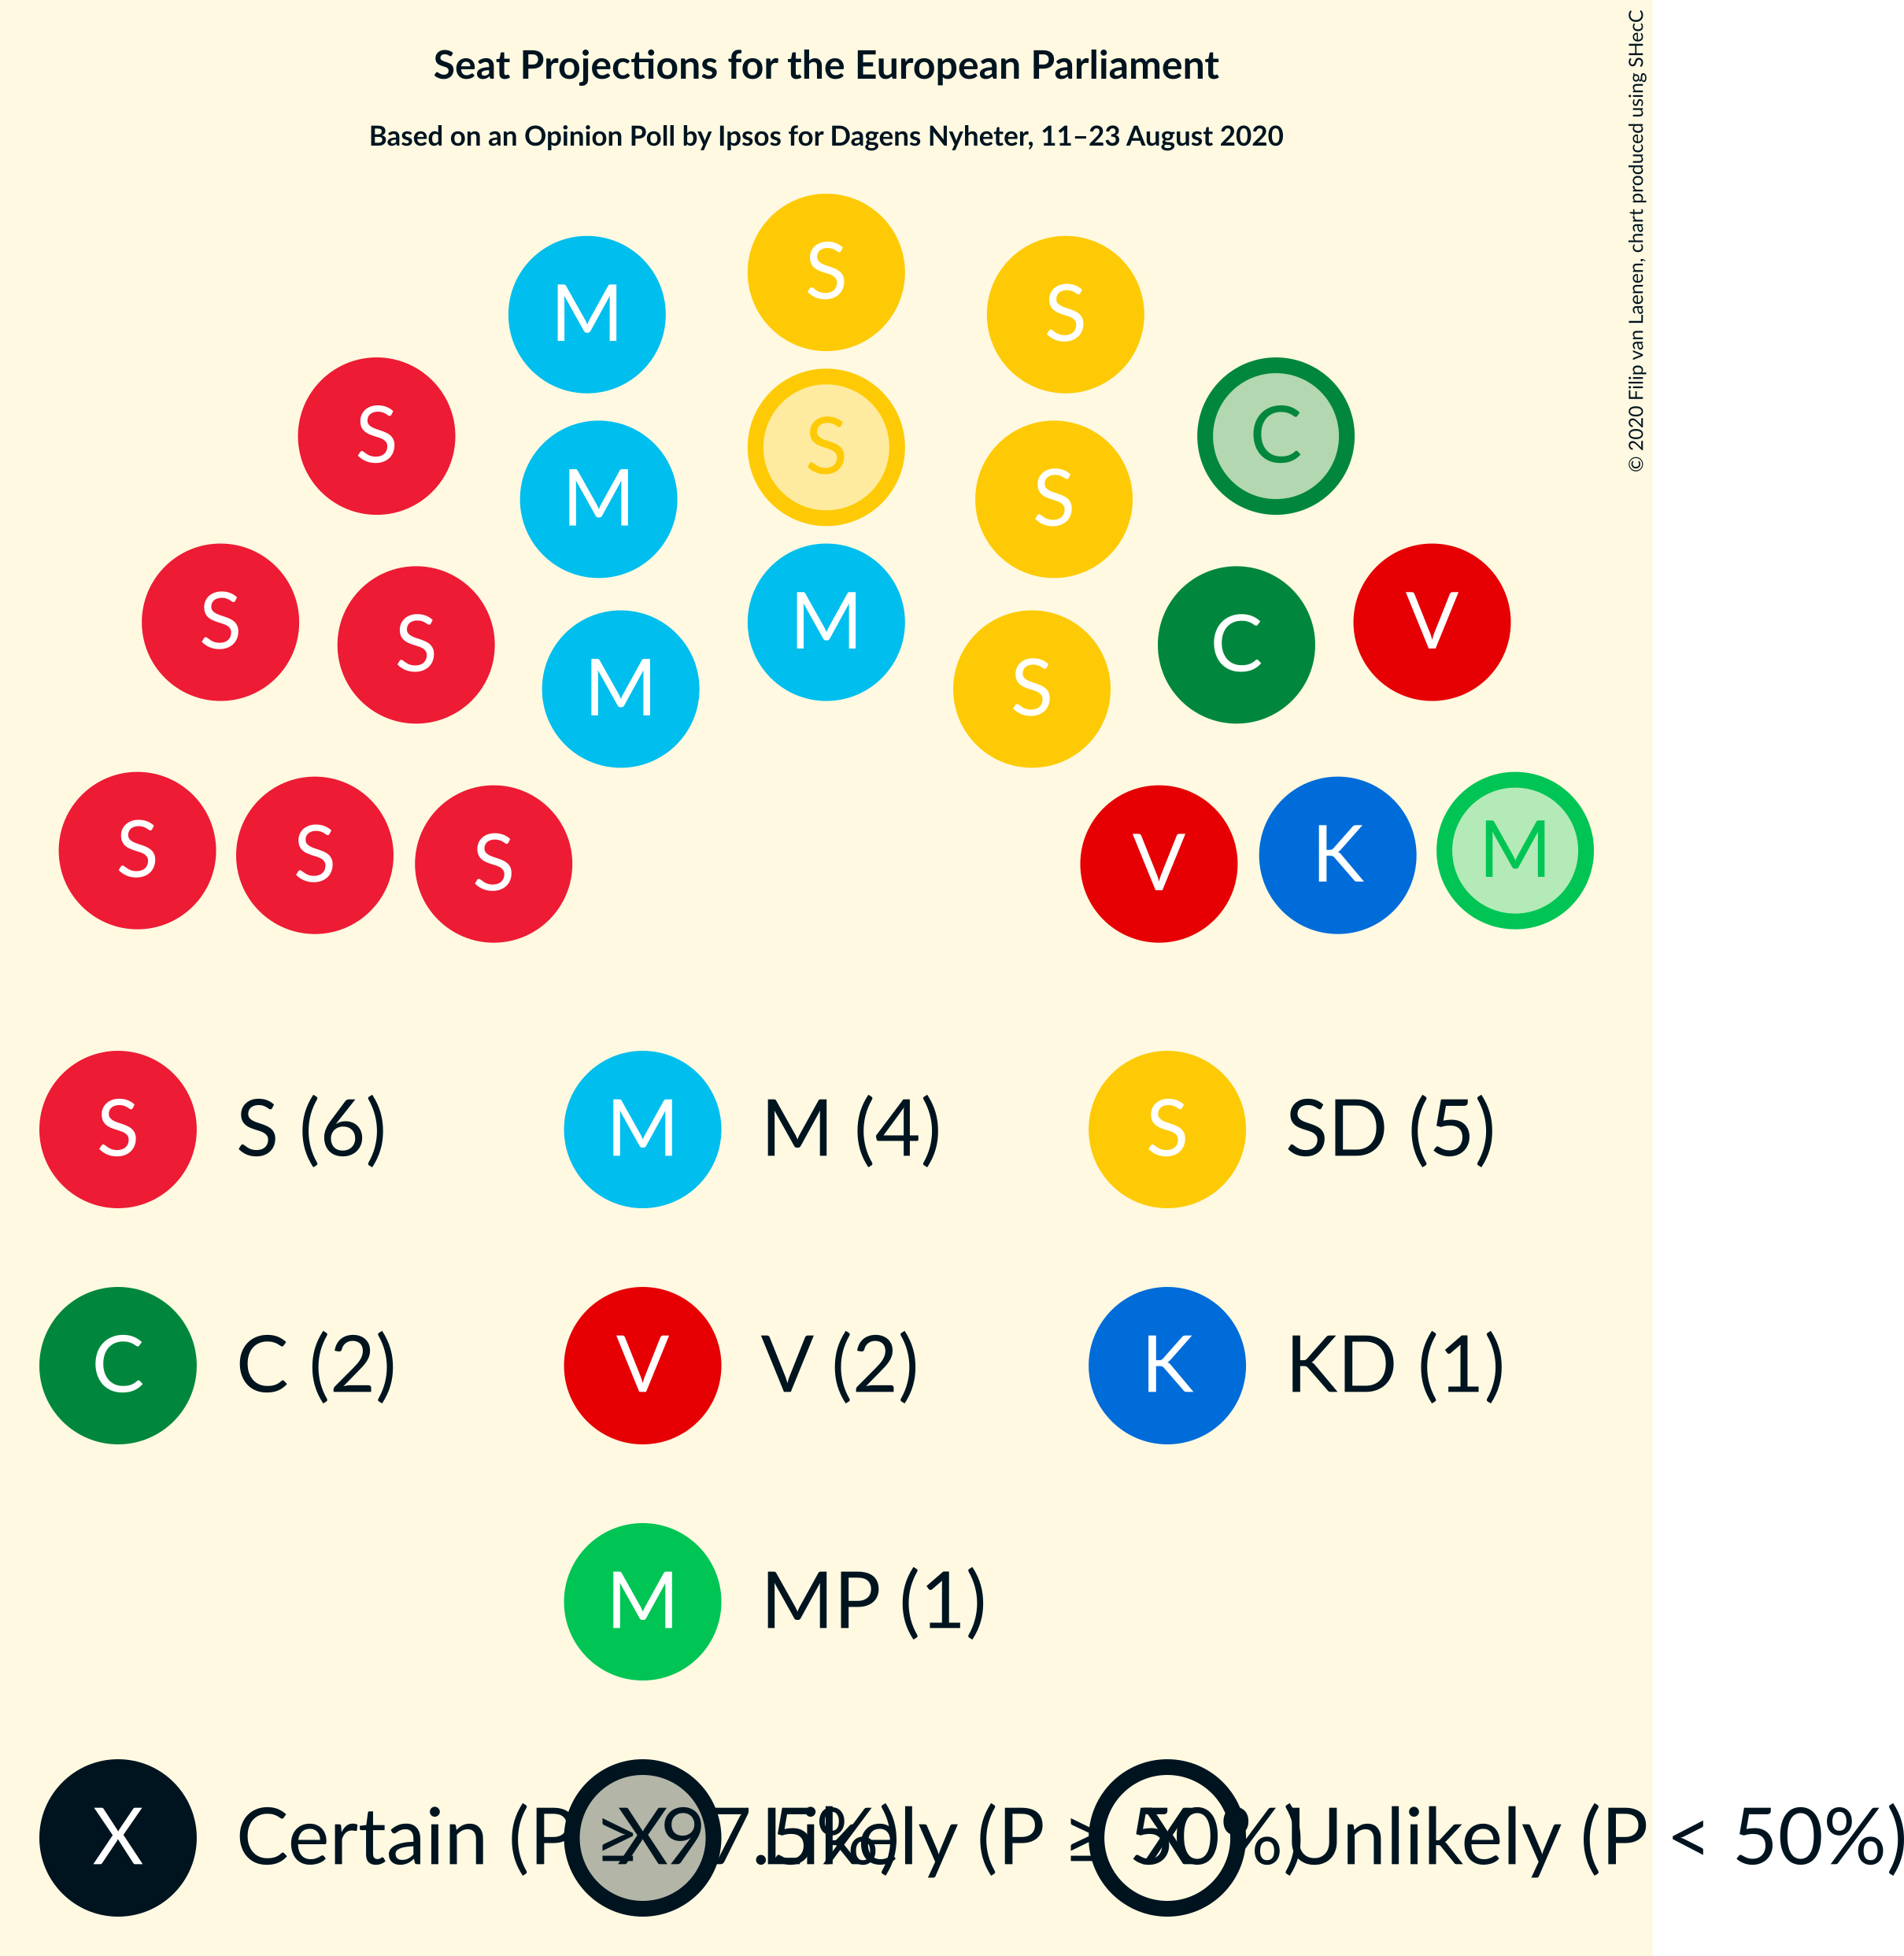 Seat Projections for the European Parliament
Based on an Opinion Poll by Ipsos for Dagens Nyheter, 11–23 August 2020
© 2020 Filip van Laenen, chart produced using SHecC
S
M S
S S C
M S
M
S S C V
M S
S S S V K M
S S (6) M M (4) S SD (5)
C C (2) V V (2) K KD (1)
M MP (1)
X Certain (P ≥ 97.5%) X Likely (P ≥ 50%) X Unlikely (P < 50%)